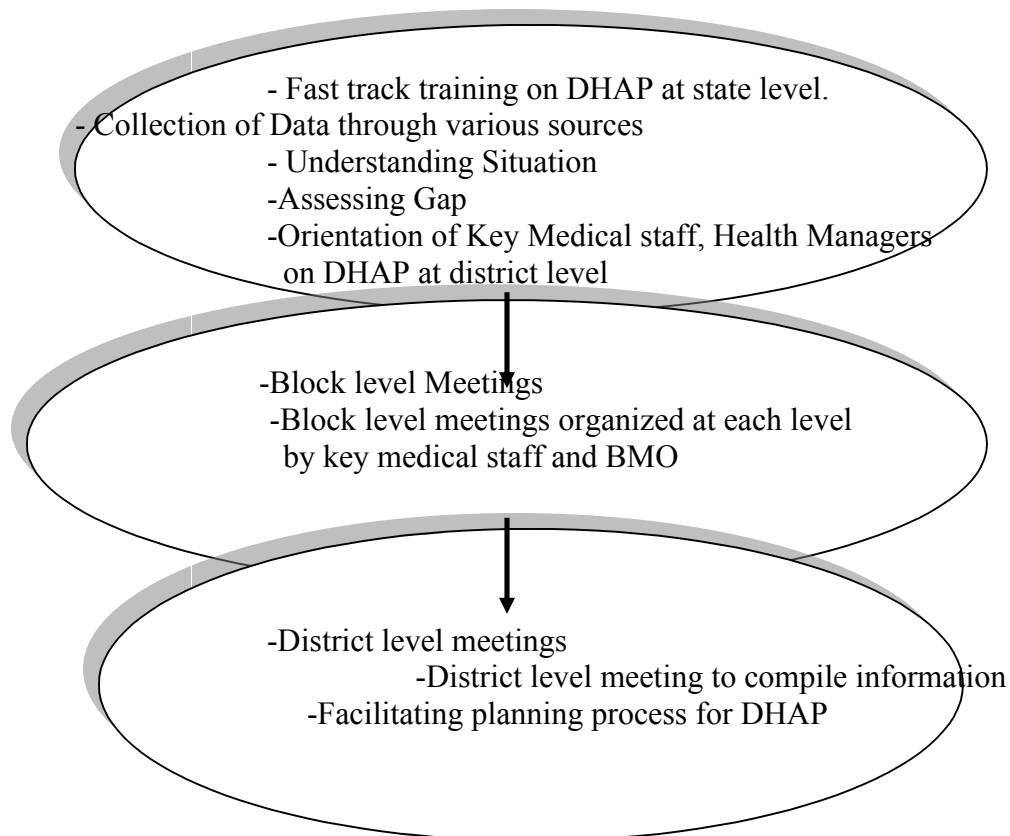 - Fast track training on DHAP at state level.
- Collection of Data through various sources
- Understanding Situation
-Assessing Gap
-Orientation of Key Medical staff, Health Managers
on DHAP at district level
-Block level Meetings
-Block level meetings organized at each level
by key medical staff and BMO
-District level meetings
-District level meeting to compile information
-Facilitating planning process for DHAP